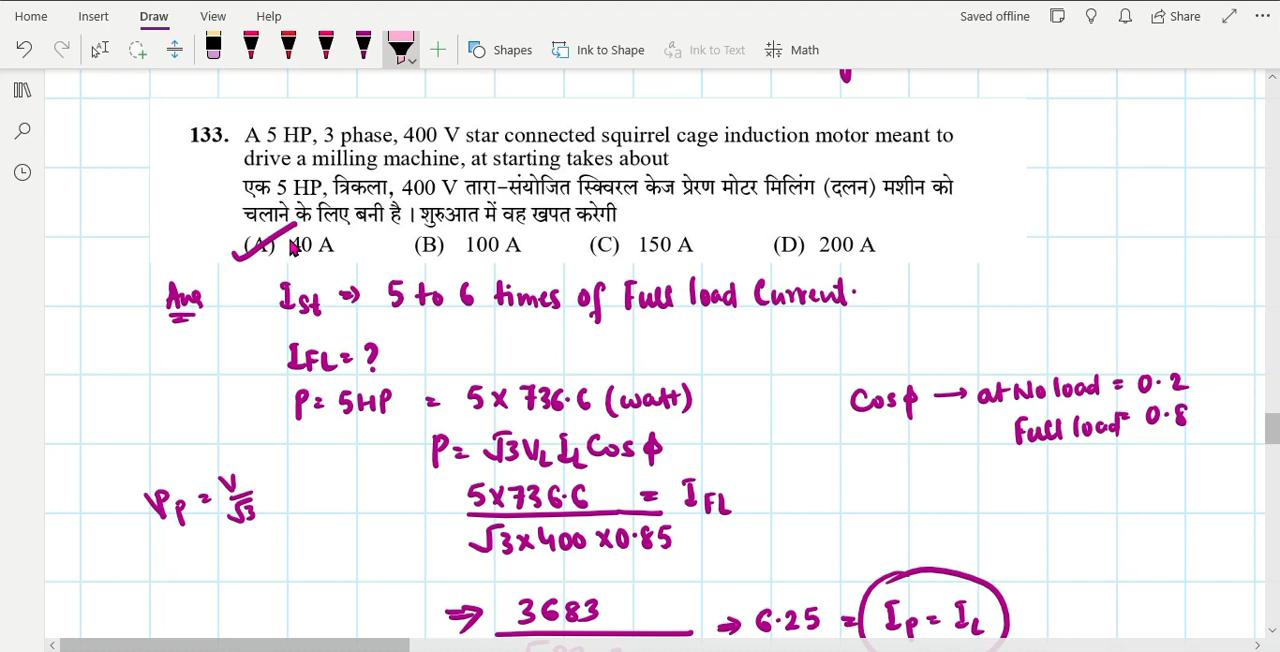 Home Insert Draw View Help Saved offline Share
Shapes Ink to Shape Ink to Text Math
133. A 5 HP, 3 phase, 400 V star connected squirrel cage induction motor meant to
drive a milling machine, at starting takes about
एक 5 HP, त्रिकला, 400 V तारा-संयोजित स्क्विरल केज प्रेरण मोटर मिलिंग (दलन) मशीन को
चलाने के लिए बनी है । शुरुआत में वह खपत करेगी
(A) 40 A (B) 100 A (C) 150 A (D) 200 A
Ans ISt ⇒ 5 to 6 times of Full load Current.
IFL = ?
P = 5HP = 5 × 736.6 (watt)
Cos ϕ → at No load = 0.2
Full load = 0.8
P = √3 VL IL Cos ϕ
VP = V/√3
5×736.6 = IFL
√3×400×0.85
⇒ 3683 → 6.25 = IP = IL